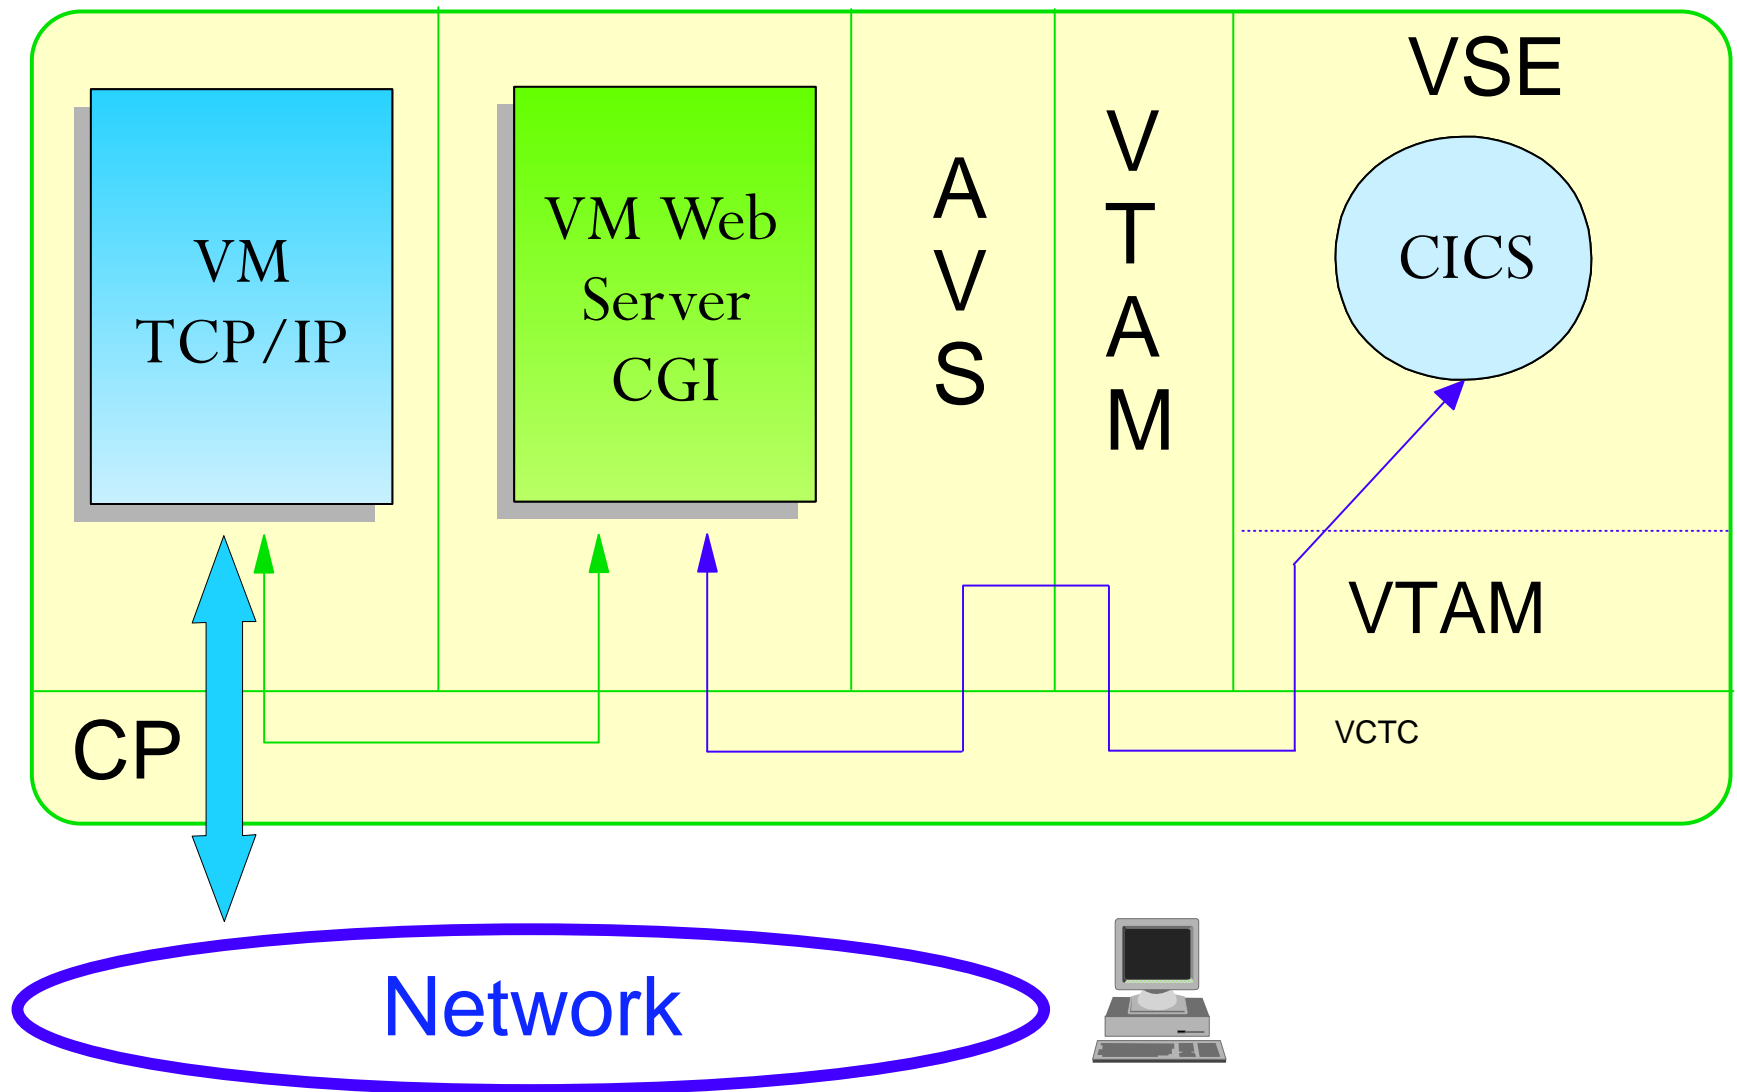 VM
TCP/IP
VM Web
Server
CGI
A
V
S
V
T
A
M
VSE
CICS
VTAM
CP
VCTC
Network